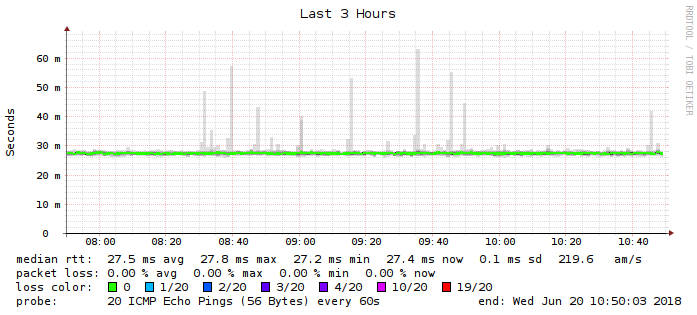 Last 3 Hours
RRDTOOL / TOBI OETIKER
Seconds
60 m
50 m
40 m
30 m
20 m
10 m
0
08:00 08:20 08:40 09:00 09:20 09:40 10:00 10:20 10:40
median rtt: 27.5 ms avg 27.8 ms max 27.2 ms min 27.4 ms now 0.1 ms sd 219.6 am/s
packet loss: 0.00 % avg 0.00 % max 0.00 % min 0.00 % now
loss color: 0 1/20 2/20 3/20 4/20 10/20 19/20
probe: 20 ICMP Echo Pings (56 Bytes) every 60s end: Wed Jun 20 10:50:03 2018